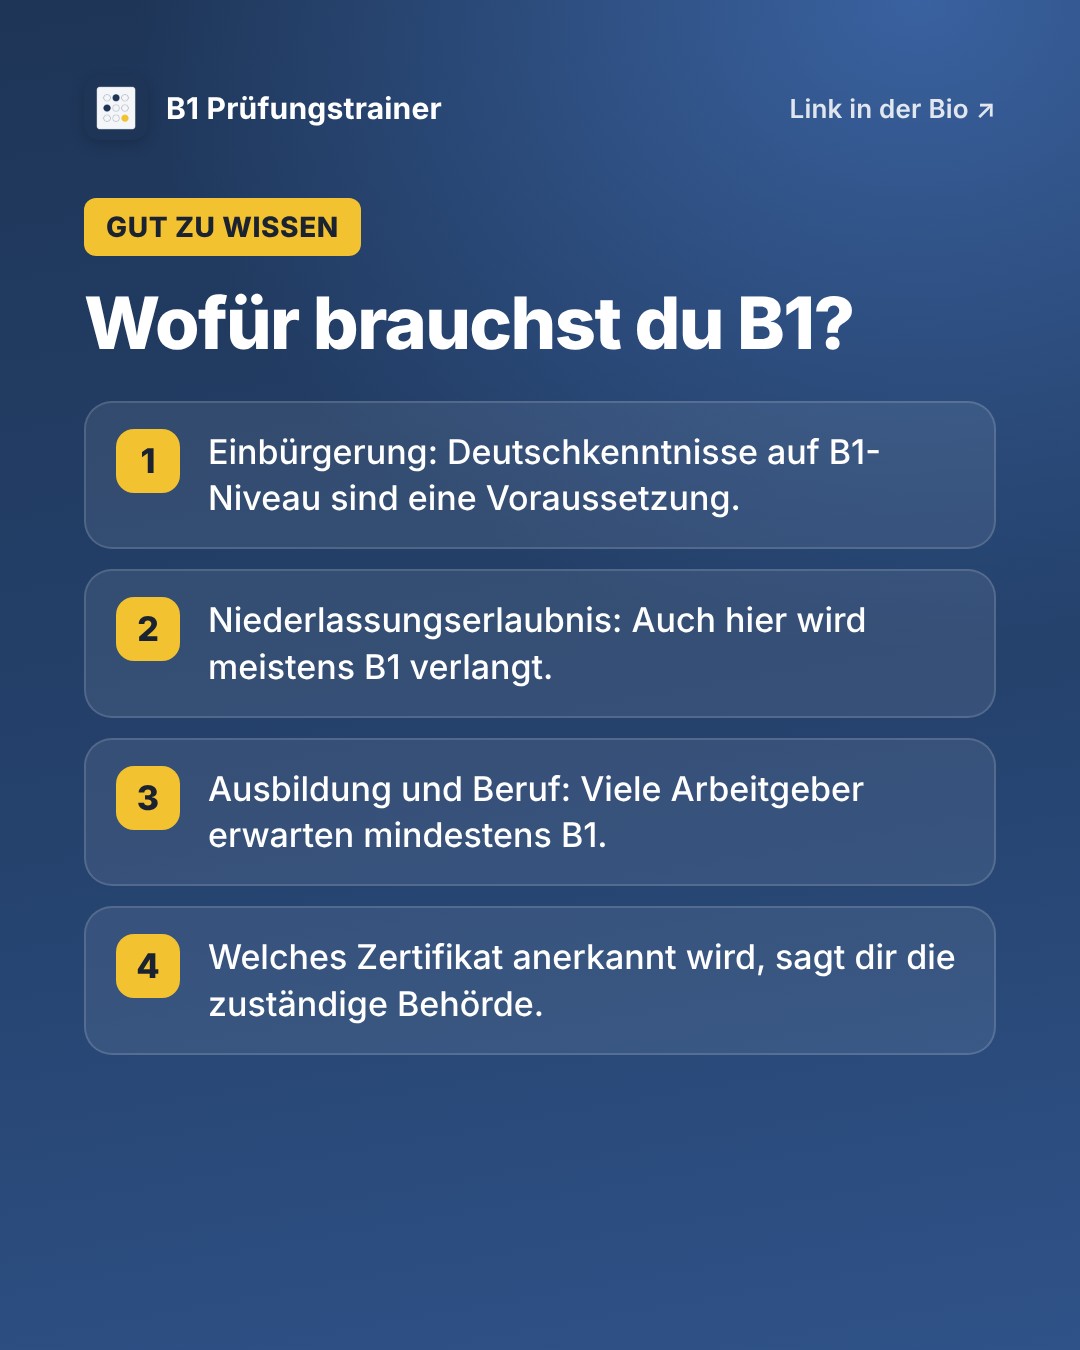 B1 Prüfungstrainer
Link in der Bio ↗
GUT ZU WISSEN
Wofür brauchst du B1?
1
Einbürgerung: Deutschkenntnisse auf B1-
Niveau sind eine Voraussetzung.
2
Niederlassungserlaubnis: Auch hier wird
meistens B1 verlangt.
3
Ausbildung und Beruf: Viele Arbeitgeber
erwarten mindestens B1.
4
Welches Zertifikat anerkannt wird, sagt dir die
zuständige Behörde.